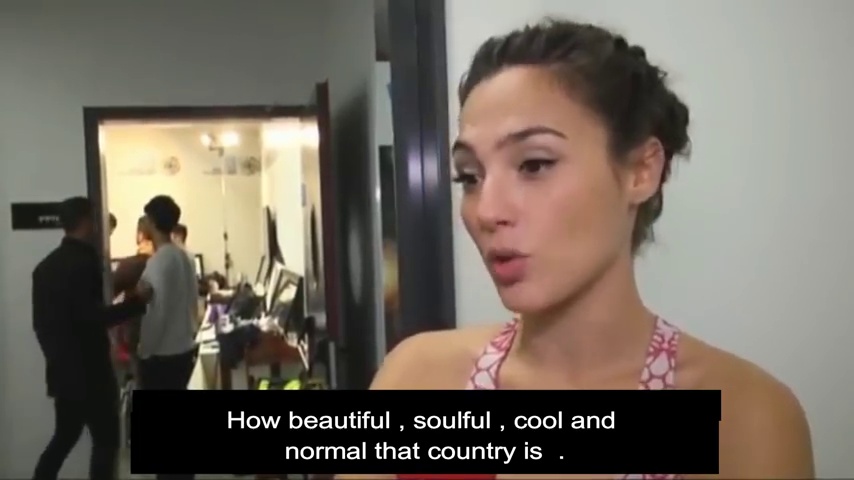 How beautiful , soulful , cool and
normal that country is .